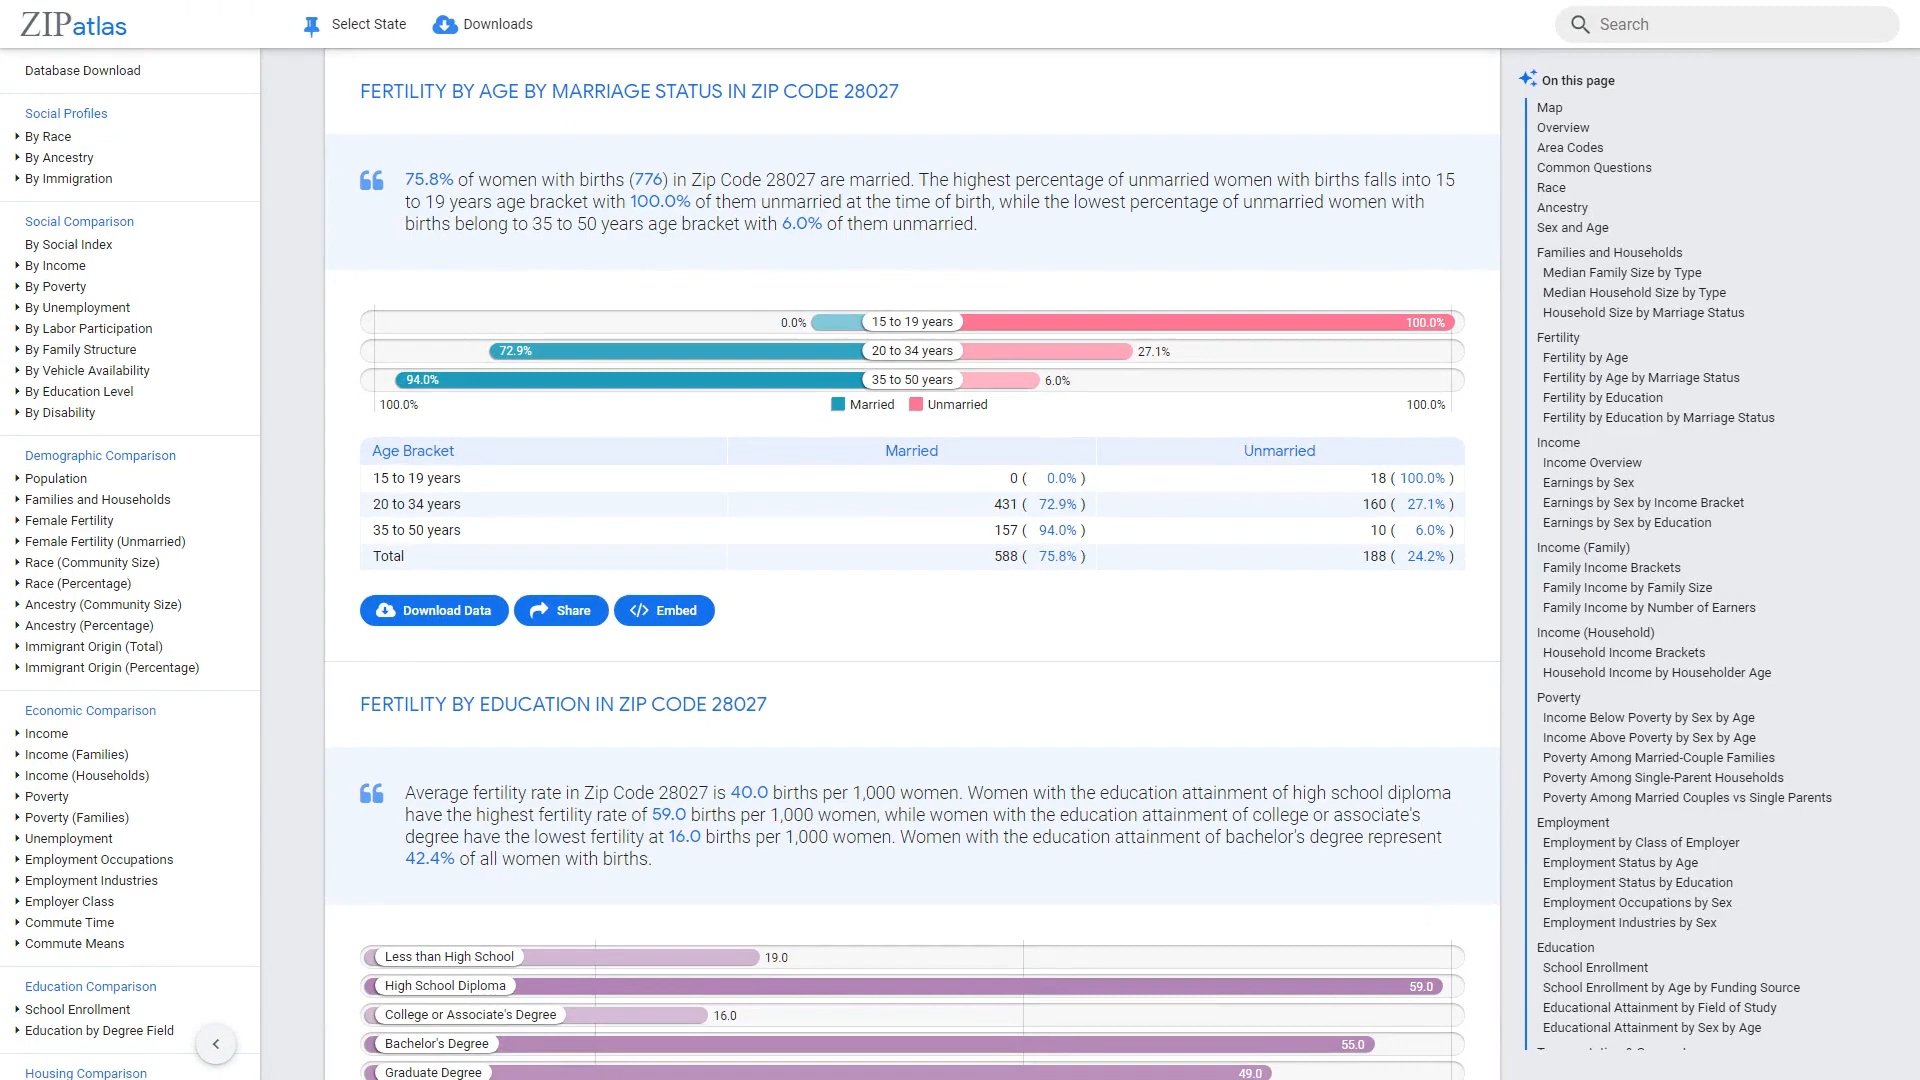 ZIPatlas
Select State
Downloads
Search
Database Download
Social Profiles
By Race
By Ancestry
By Immigration
Social Comparison
By Social Index
By Income
By Poverty
By Unemployment
By Labor Participation
By Family Structure
By Vehicle Availability
By Education Level
By Disability
Demographic Comparison
Population
Families and Households
Female Fertility
Female Fertility (Unmarried)
Race (Community Size)
Race (Percentage)
Ancestry (Community Size)
Ancestry (Percentage)
Immigrant Origin (Total)
Immigrant Origin (Percentage)
Economic Comparison
Income
Income (Families)
Income (Households)
Poverty
Poverty (Families)
Unemployment
Employment Occupations
Employment Industries
Employer Class
Commute Time
Commute Means
Education Comparison
School Enrollment
Education by Degree Field
Housing Comparison
FERTILITY BY AGE BY MARRIAGE STATUS IN ZIP CODE 28027
75.8% of women with births (776) in Zip Code 28027 are married. The highest percentage of unmarried women with births falls into 15
to 19 years age bracket with 100.0% of them unmarried at the time of birth, while the lowest percentage of unmarried women with
births belong to 35 to 50 years age bracket with 6.0% of them unmarried.
0.0% 15 to 19 years 100.0%
72.9% 20 to 34 years 27.1%
94.0% 35 to 50 years 6.0%
100.0% Married Unmarried 100.0%
Age Bracket Married Unmarried
15 to 19 years 0 ( 0.0% ) 18 ( 100.0% )
20 to 34 years 431 ( 72.9% ) 160 ( 27.1% )
35 to 50 years 157 ( 94.0% ) 10 ( 6.0% )
Total 588 ( 75.8% ) 188 ( 24.2% )
Download Data Share Embed
FERTILITY BY EDUCATION IN ZIP CODE 28027
Average fertility rate in Zip Code 28027 is 40.0 births per 1,000 women. Women with the education attainment of high school diploma
have the highest fertility rate of 59.0 births per 1,000 women, while women with the education attainment of college or associate's
degree have the lowest fertility at 16.0 births per 1,000 women. Women with the education attainment of bachelor's degree represent
42.4% of all women with births.
Less than High School 19.0
High School Diploma 59.0
College or Associate's Degree 16.0
Bachelor's Degree 55.0
Graduate Degree 49.0
On this page
Map
Overview
Area Codes
Common Questions
Race
Ancestry
Sex and Age
Families and Households
Median Family Size by Type
Median Household Size by Type
Household Size by Marriage Status
Fertility
Fertility by Age
Fertility by Age by Marriage Status
Fertility by Education
Fertility by Education by Marriage Status
Income
Income Overview
Earnings by Sex
Earnings by Sex by Income Bracket
Earnings by Sex by Education
Income (Family)
Family Income Brackets
Family Income by Family Size
Family Income by Number of Earners
Income (Household)
Household Income Brackets
Household Income by Householder Age
Poverty
Income Below Poverty by Sex by Age
Income Above Poverty by Sex by Age
Poverty Among Married-Couple Families
Poverty Among Single-Parent Households
Poverty Among Married Couples vs Single Parents
Employment
Employment by Class of Employer
Employment Status by Age
Employment Status by Education
Employment Occupations by Sex
Employment Industries by Sex
Education
School Enrollment
School Enrollment by Age by Funding Source
Educational Attainment by Field of Study
Educational Attainment by Sex by Age